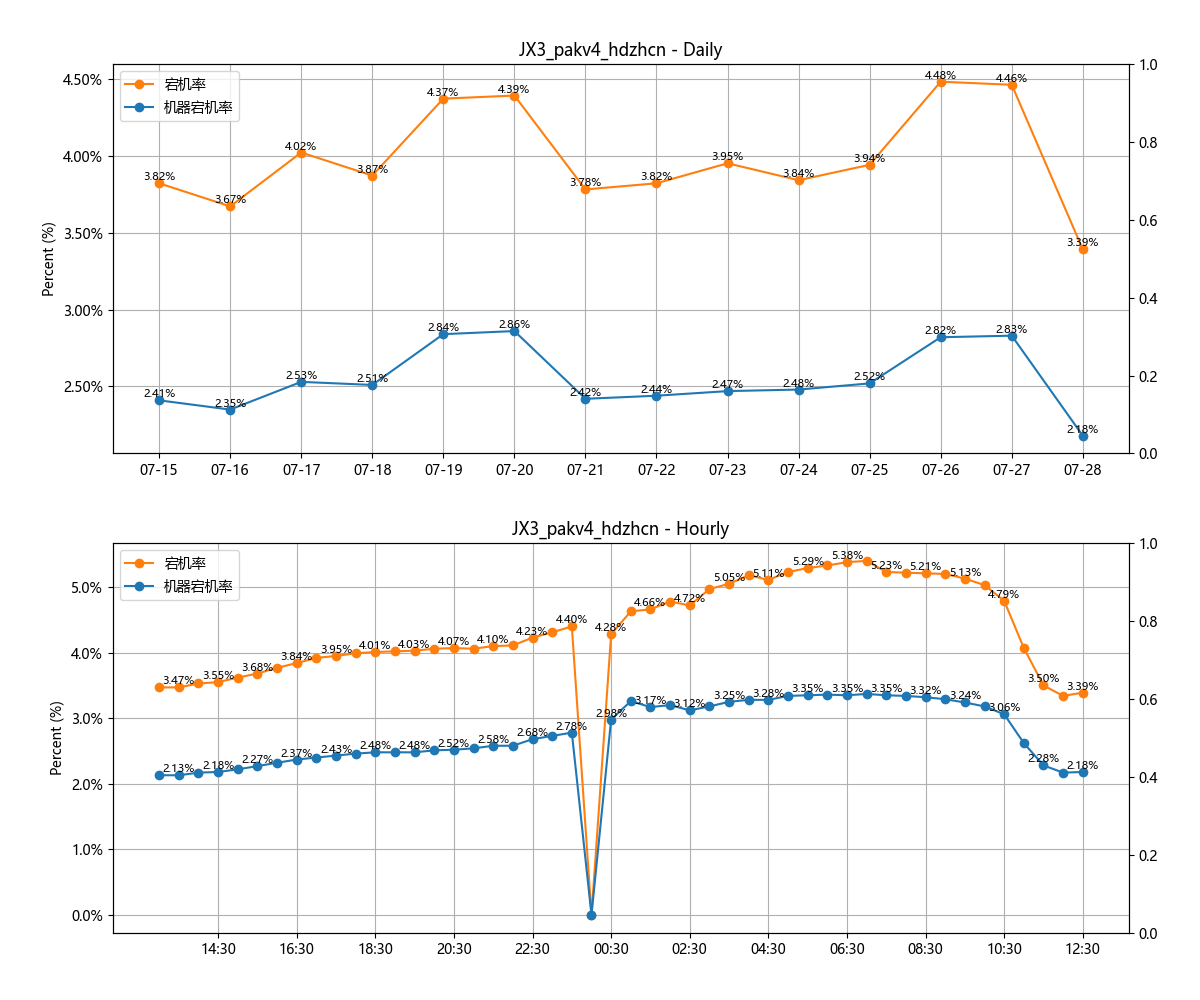 JX3_pakv4_hdzhcn - Daily
宕机率
机器宕机率
Percent (%)
4.50%
4.00%
3.50%
3.00%
2.50%
1.0
0.8
0.6
0.4
0.2
0.0
3.82% 3.67% 4.02% 3.87% 4.37% 4.39% 3.78% 3.82% 3.95% 3.84% 3.94% 4.48% 4.46% 3.39%
2.41% 2.35% 2.53% 2.51% 2.84% 2.86% 2.42% 2.44% 2.47% 2.48% 2.52% 2.82% 2.83% 2.18%
07-15 07-16 07-17 07-18 07-19 07-20 07-21 07-22 07-23 07-24 07-25 07-26 07-27 07-28
JX3_pakv4_hdzhcn - Hourly
宕机率
机器宕机率
Percent (%)
5.0%
4.0%
3.0%
2.0%
1.0%
0.0%
1.0
0.8
0.6
0.4
0.2
0.0
3.47% 3.55% 3.68% 3.84% 3.95% 4.01% 4.03% 4.07% 4.10% 4.23% 4.40% 4.28% 4.66% 4.72% 5.05% 5.11% 5.29% 5.38% 5.23% 5.21% 5.13% 4.79% 3.50% 3.39%
2.13% 2.18% 2.27% 2.37% 2.43% 2.48% 2.48% 2.52% 2.58% 2.68% 2.78% 2.98% 3.17% 3.12% 3.25% 3.28% 3.35% 3.35% 3.35% 3.32% 3.24% 3.06% 2.28% 2.18%
14:30 16:30 18:30 20:30 22:30 00:30 02:30 04:30 06:30 08:30 10:30 12:30